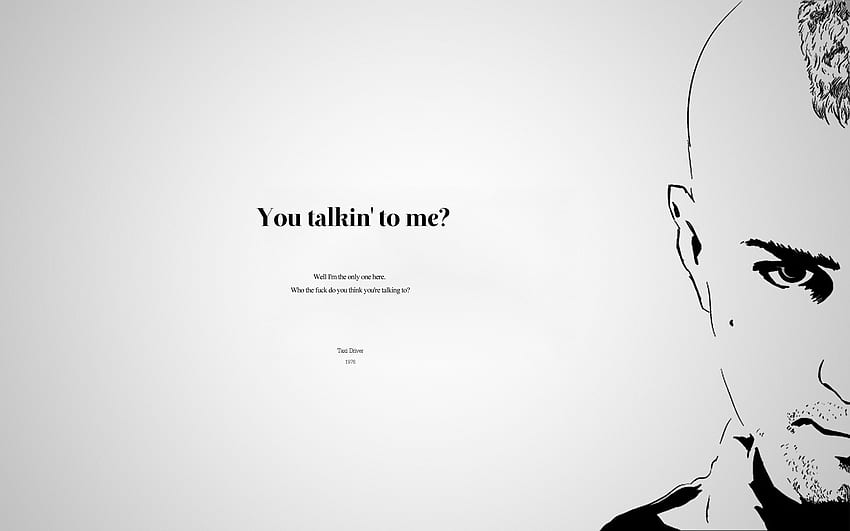 You talkin' to me?
Well I'm the only one here.
Who the fuck do you think you're talking to?
Taxi Driver
1976